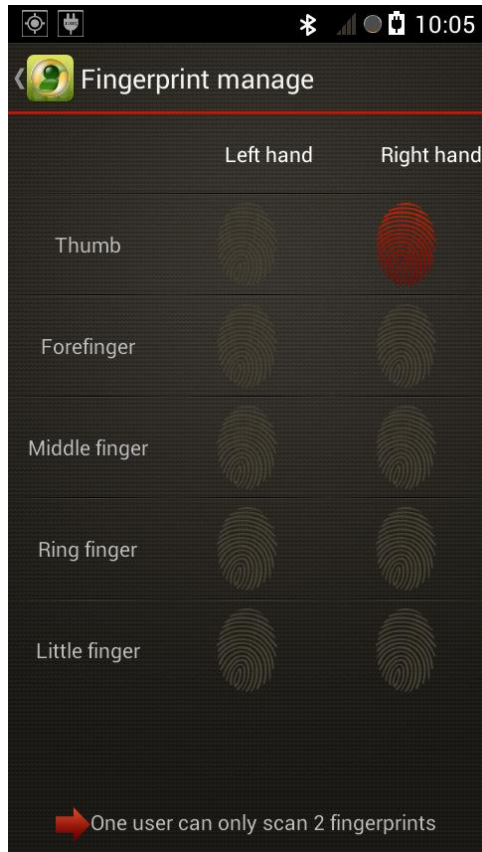 10:05
Fingerprint manage
Left hand Right hand
Thumb
Forefinger
Middle finger
Ring finger
Little finger
One user can only scan 2 fingerprints